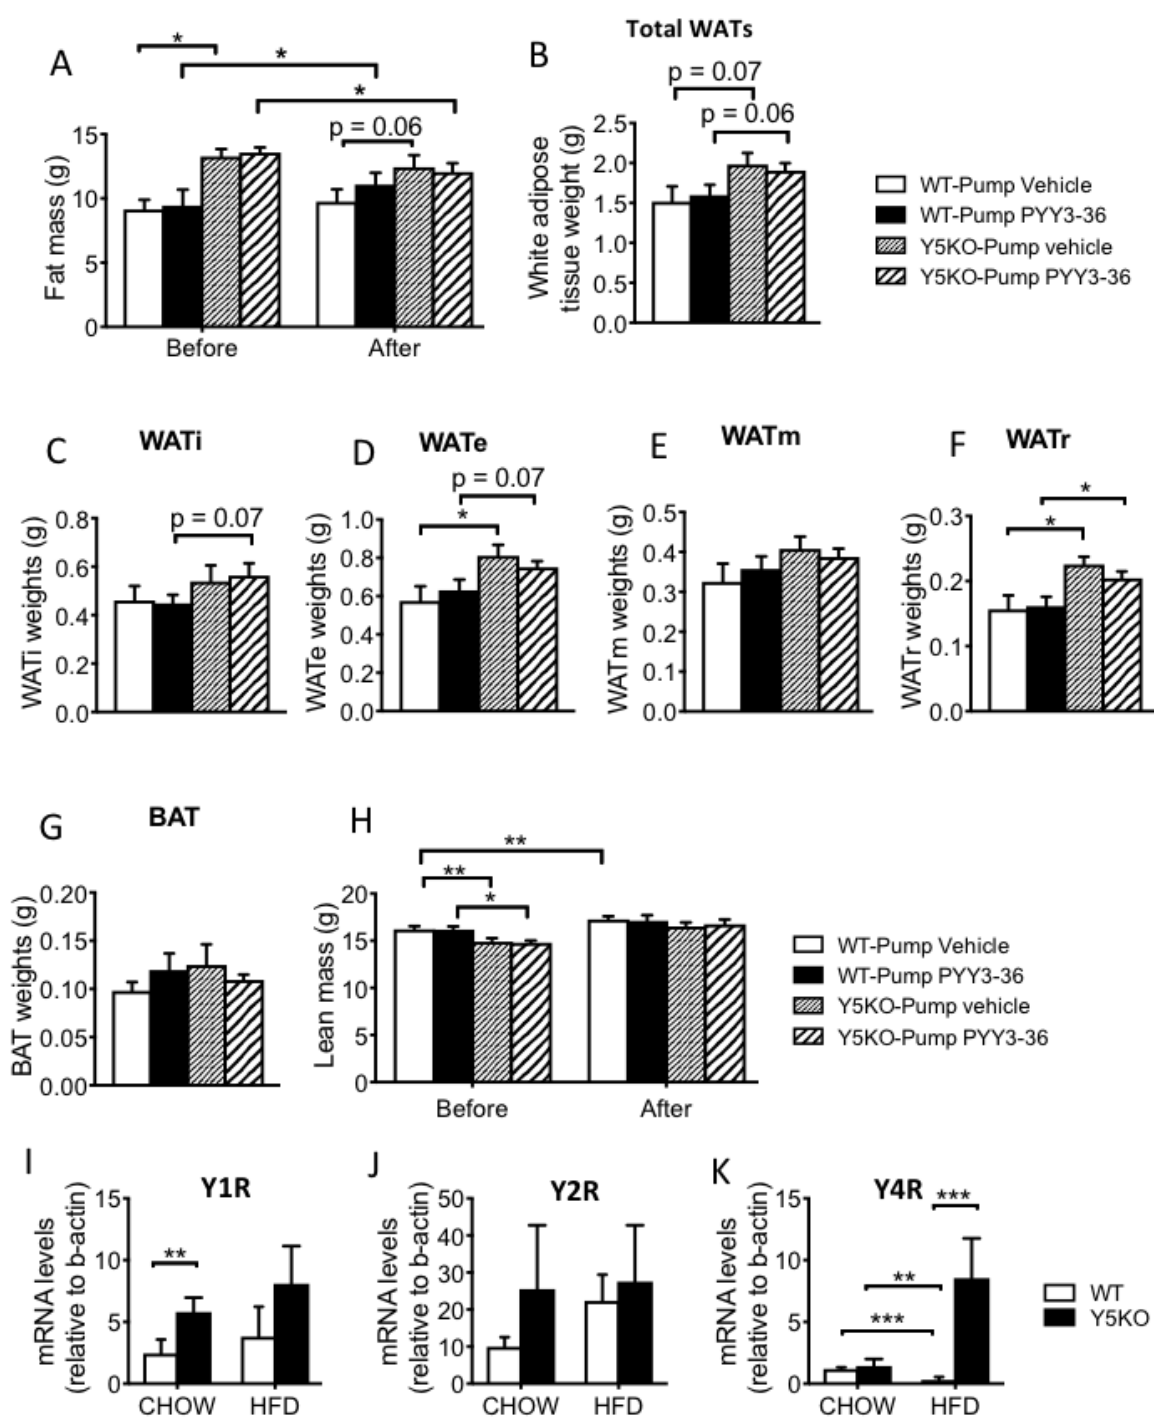 A
*
*
*
p = 0.06
Fat mass (g)
15
10
5
0
Before
After
B
Total WATs
p = 0.07
p = 0.06
White adipose
tissue weight (g)
2.5
2.0
1.5
1.0
0.5
0.0
WT-Pump Vehicle
WT-Pump PYY3-36
Y5KO-Pump vehicle
Y5KO-Pump PYY3-36
C
WATi
p = 0.07
WATi weights (g)
0.8
0.6
0.4
0.2
0.0
D
WATe
p = 0.07
*
WATe weights (g)
1.0
0.8
0.6
0.4
0.2
0.0
E
WATm
WATm weights (g)
0.5
0.4
0.3
0.2
0.1
0.0
F
WATr
*
*
WATr weights (g)
0.3
0.2
0.1
0.0
G
BAT
BAT weights (g)
0.20
0.15
0.10
0.05
0.00
H
**
**
*
Lean mass (g)
20
15
10
5
0
Before
After
WT-Pump Vehicle
WT-Pump PYY3-36
Y5KO-Pump vehicle
Y5KO-Pump PYY3-36
I
Y1R
**
mRNA levels
(relative to b-actin)
15
10
5
0
CHOW
HFD
J
Y2R
mRNA levels
(relative to b-actin)
50
40
30
20
10
0
CHOW
HFD
K
Y4R
***
**
***
mRNA levels
(relative to b-actin)
15
10
5
0
CHOW
HFD
WT
Y5KO